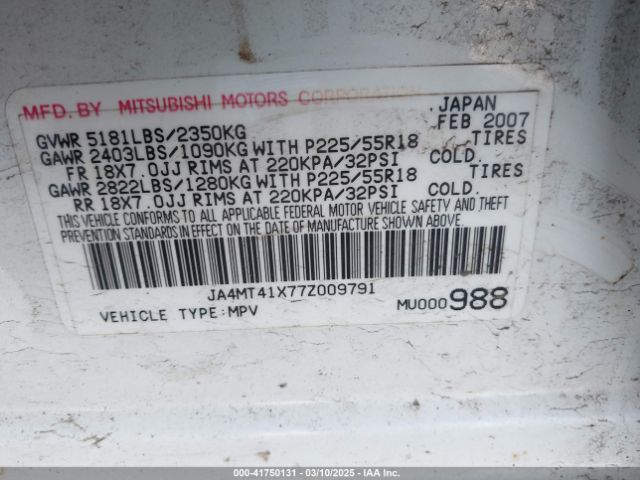 MFD. BY MITSUBISHI MOTORS CORPORATION. JAPAN
GVWR 5181LBS/2350KG FEB 2007
GAWR 2403LBS/1090KG WITH P225/55R18 TIRES
FR 18X7.0JJ RIMS AT 220KPA/32PSI COLD.
GAWR 2822LBS/1280KG WITH P225/55R18 TIRES
RR 18X7.0JJ RIMS AT 220KPA/32PSI COLD.
THIS VEHICLE CONFORMS TO ALL APPLICABLE FEDERAL MOTOR VEHICLE SAFETY AND THEFT
PREVENTION STANDARDS IN EFFECT ON THE DATE OF MANUFACTURE SHOWN ABOVE.
JA4MT41X77Z009791
VEHICLE TYPE:MPV MU000988
000-41750131 - 03/10/2025 - IAA Inc.